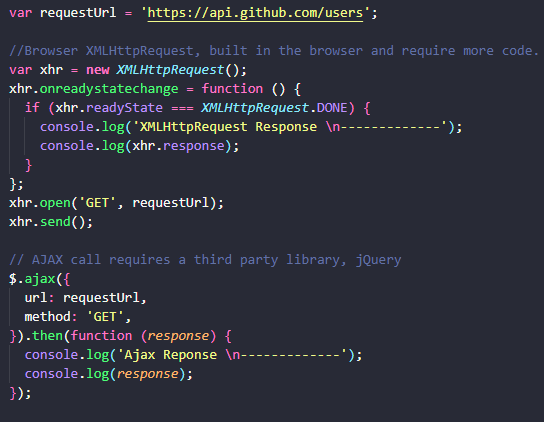 var requestUrl = 'https://api.github.com/users';

//Browser XMLHttpRequest, built in the browser and require more code.
var xhr = new XMLHttpRequest();
xhr.onreadystatechange = function () {
  if (xhr.readyState === XMLHttpRequest.DONE) {
    console.log('XMLHttpRequest Response \n-------------');
    console.log(xhr.response);
  }
};
xhr.open('GET', requestUrl);
xhr.send();

// AJAX call requires a third party library, jQuery
$.ajax({
  url: requestUrl,
  method: 'GET',
}).then(function (response) {
  console.log('Ajax Reponse \n-------------');
  console.log(response);
});